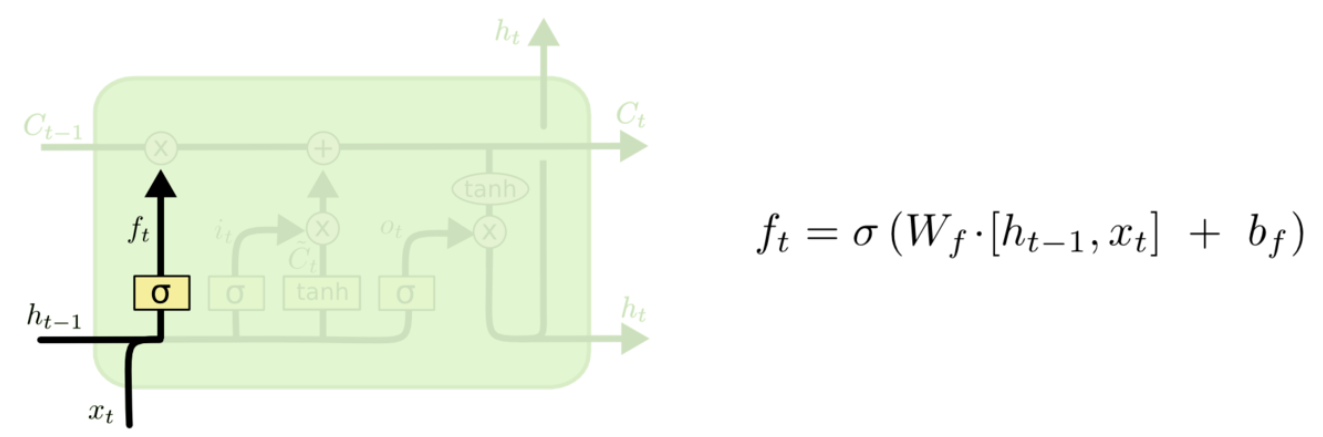 h_t
C_{t-1}
C_t
x
+
tanh
f_t
i_t
x
o_t
x
C̃_t
σ
σ
tanh
σ
h_{t-1}
h_t
x_t
f_t = σ (W_f · [h_{t-1}, x_t] + b_f)